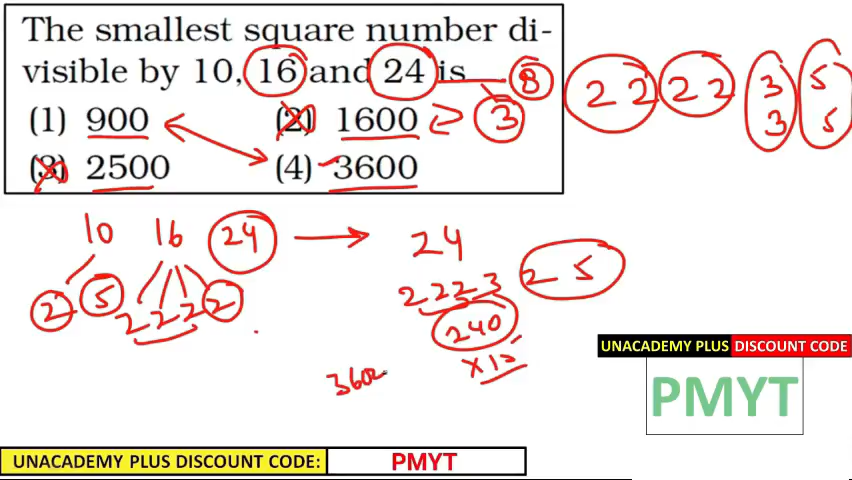 The smallest square number di-
visible by 10, 16 and 24 is
8
2 2 2 2 3 5
3 5
(1) 900 (2) 1600
3
(3) 2500 (4) 3600
10 16 24
24
2 5 2 2 2 2
2 2 2 3 2 5
240
×15
3600
UNACADEMY PLUS DISCOUNT CODE
PMYT
UNACADEMY PLUS DISCOUNT CODE: PMYT